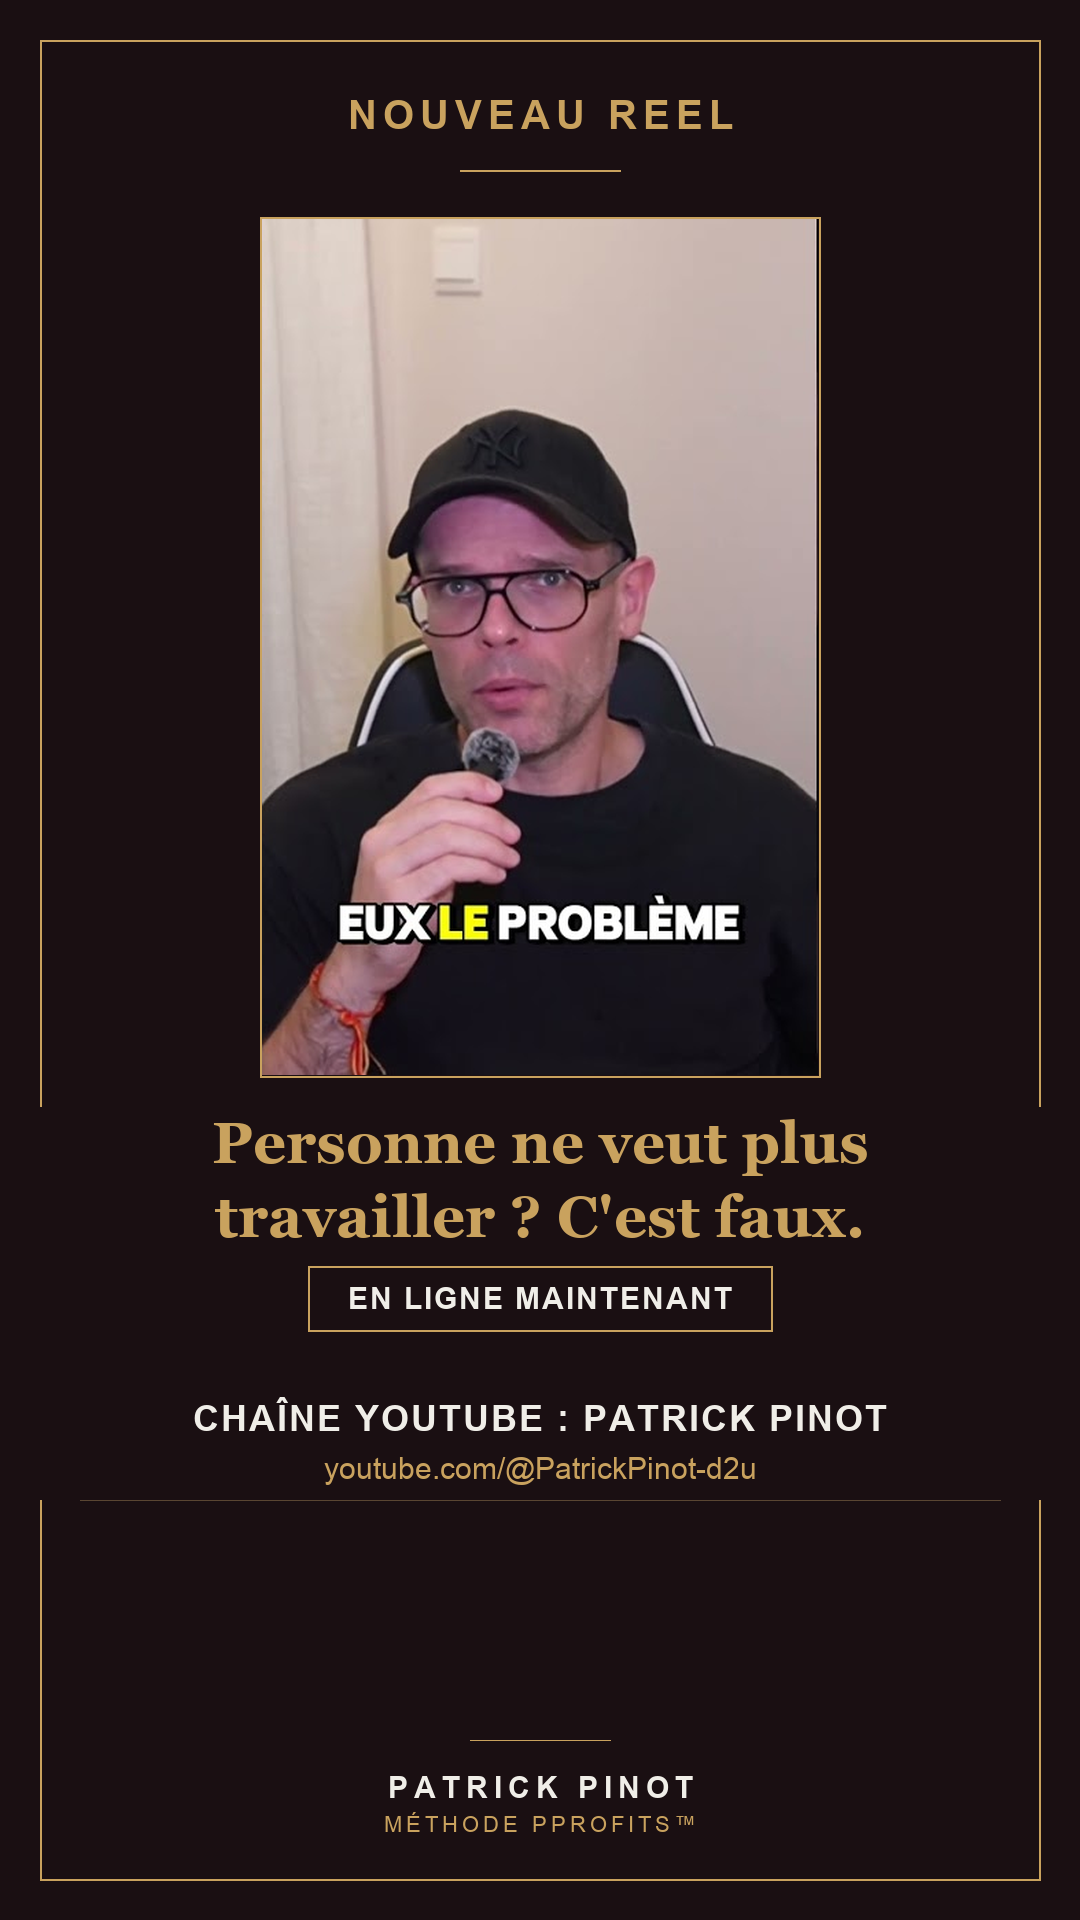 NOUVEAU REEL
NY
EUX LE PROBLÈME
Personne ne veut plus
travailler ? C'est faux.
EN LIGNE MAINTENANT
CHAÎNE YOUTUBE : PATRICK PINOT
youtube.com/@PatrickPinot-d2u
PATRICK PINOT
MÉTHODE PPROFITS™